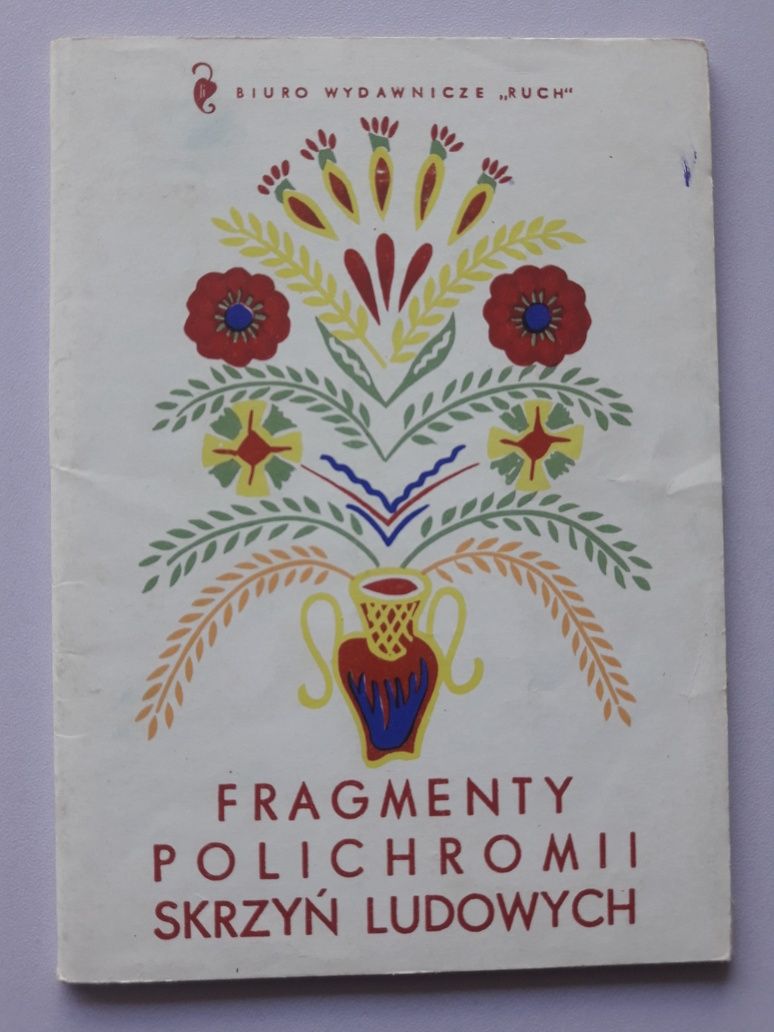 BIURO WYDAWNICZE „RUCH“
FRAGMENTY
POLICHROMII
SKRZYŃ LUDOWYCH